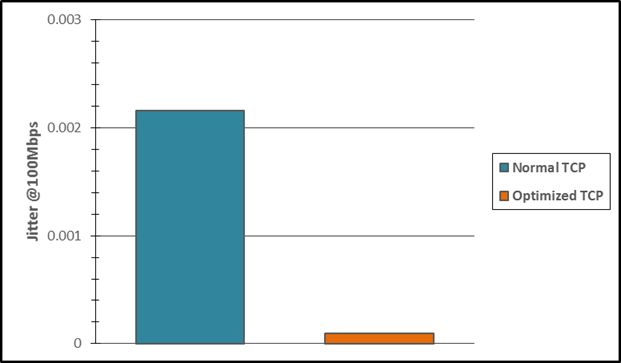 0.003
0.002
0.001
0
Jitter @100Mbps
Normal TCP
Optimized TCP